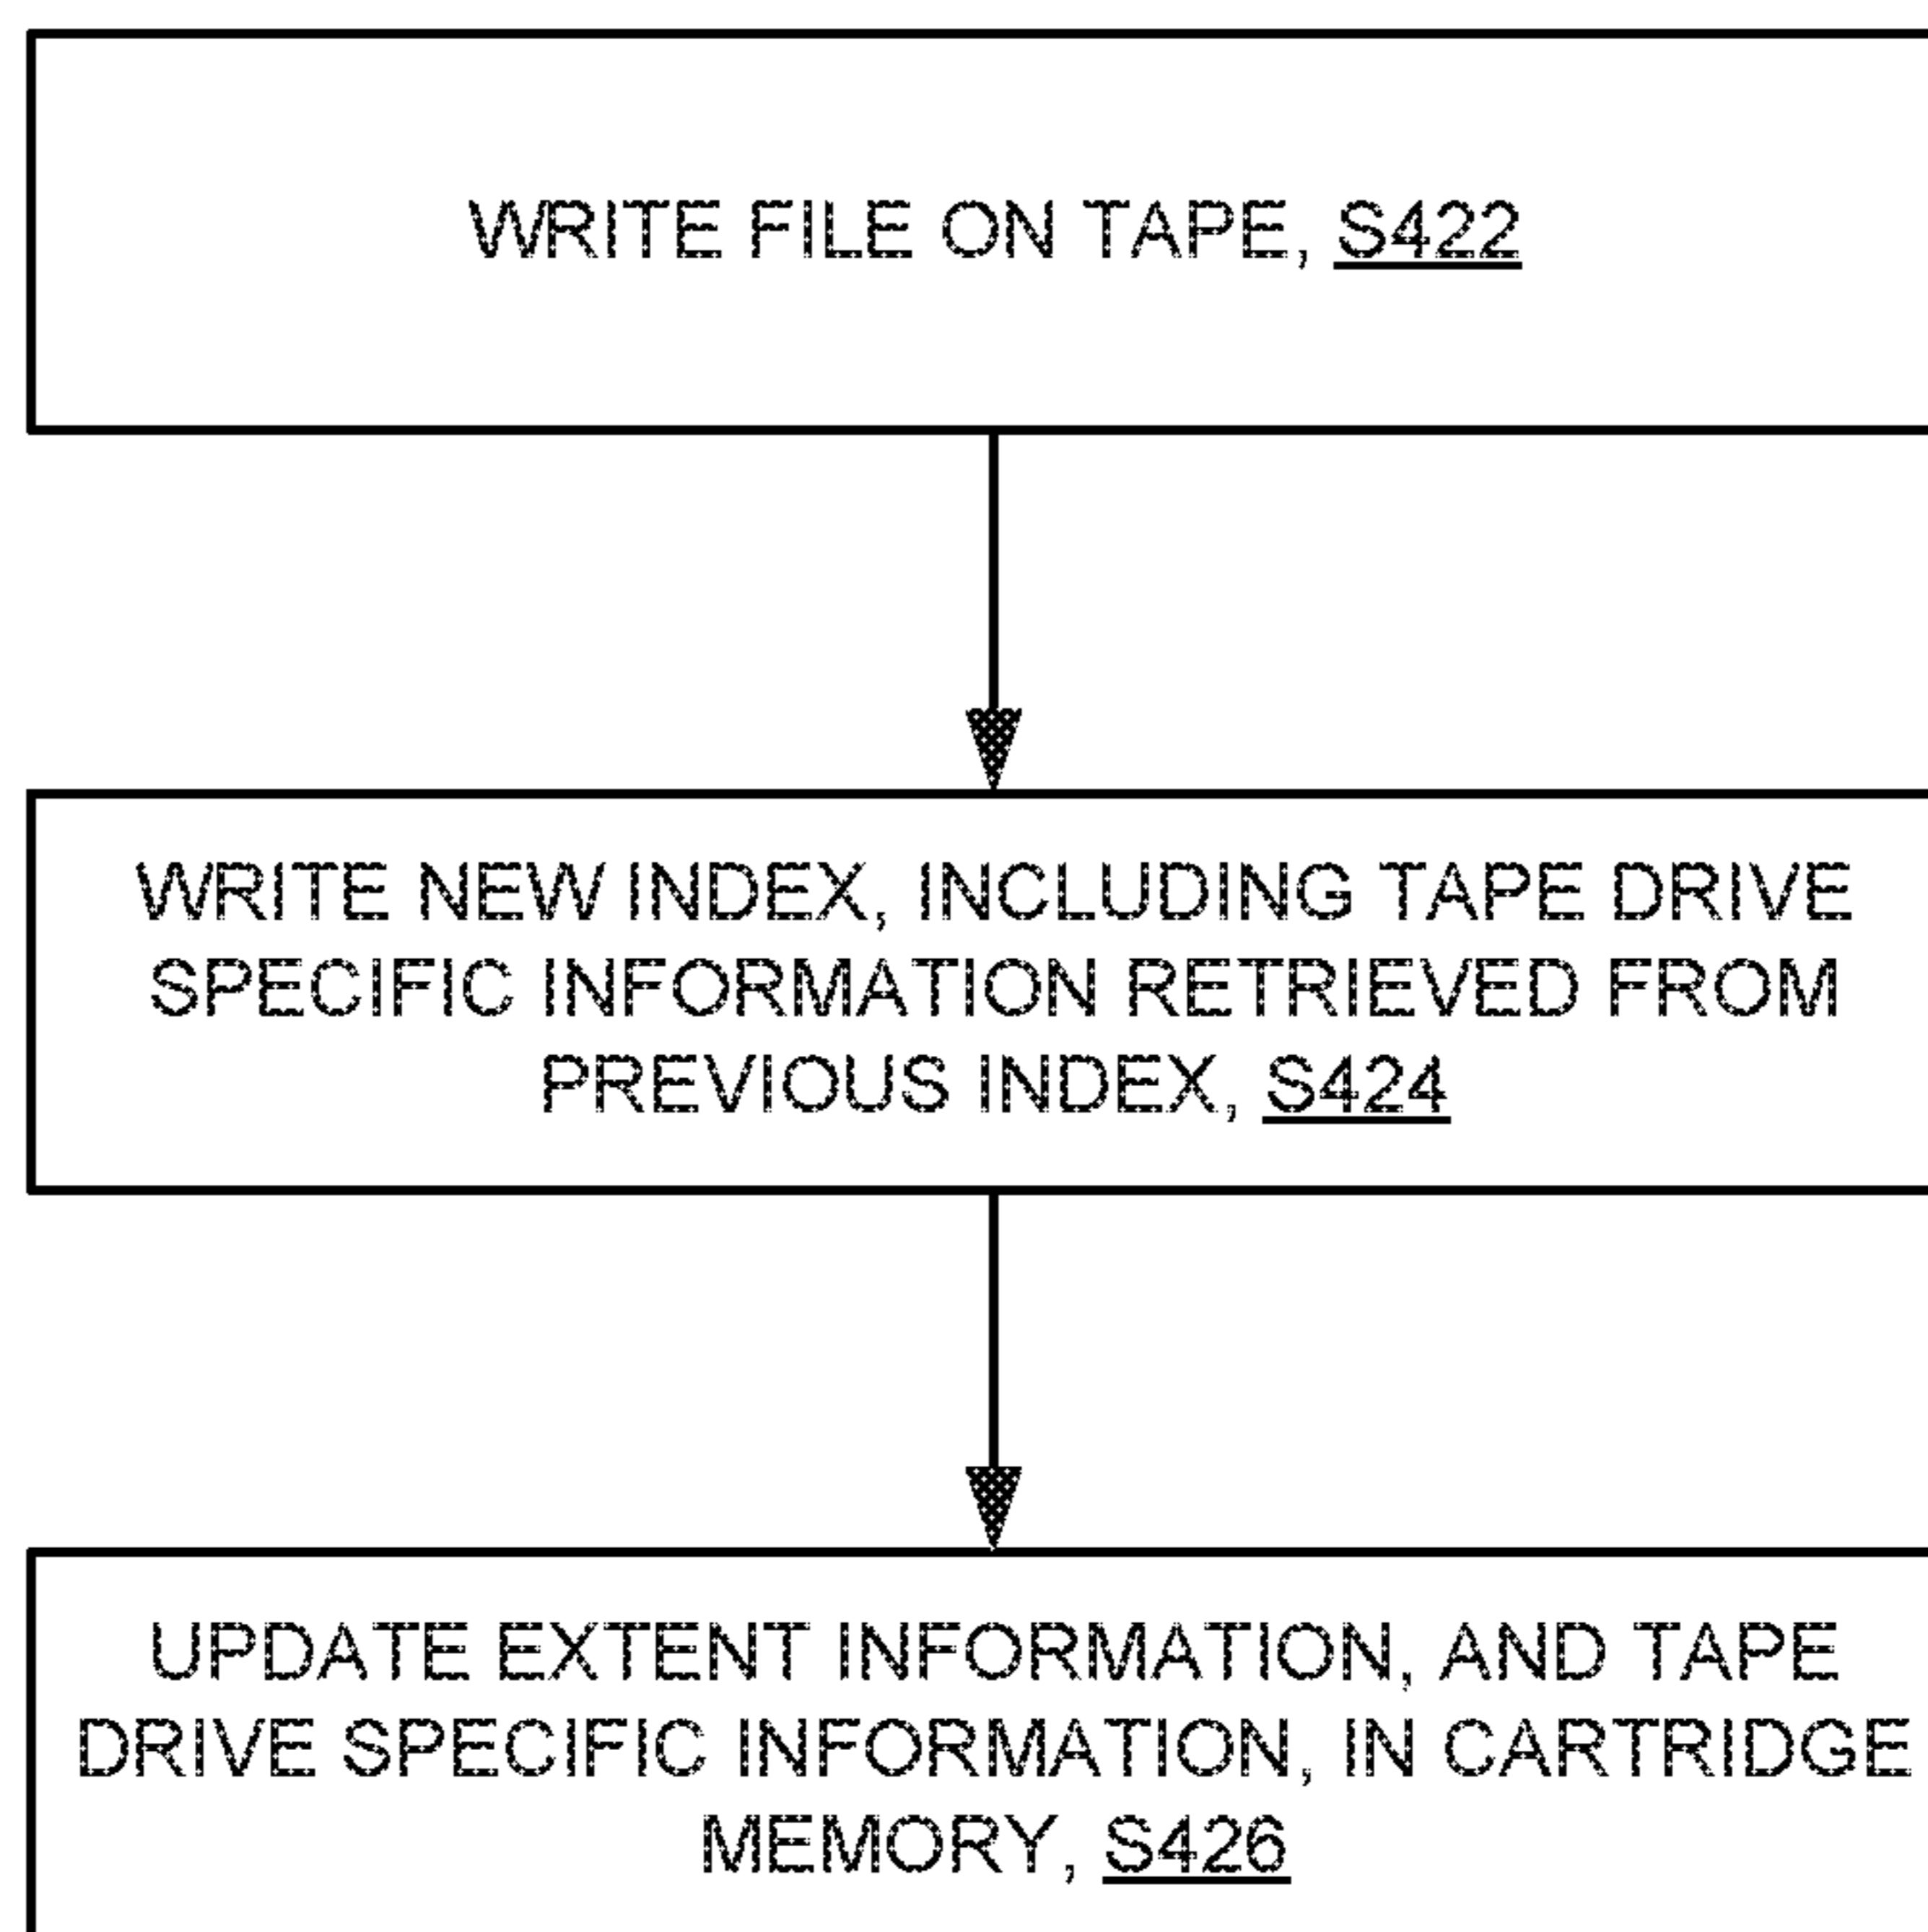 WRITE FILE ON TAPE, S422
WRITE NEW INDEX, INCLUDING TAPE DRIVE
SPECIFIC INFORMATION RETRIEVED FROM
PREVIOUS INDEX, S424
UPDATE EXTENT INFORMATION, AND TAPE
DRIVE SPECIFIC INFORMATION, IN CARTRIDGE
MEMORY, S426